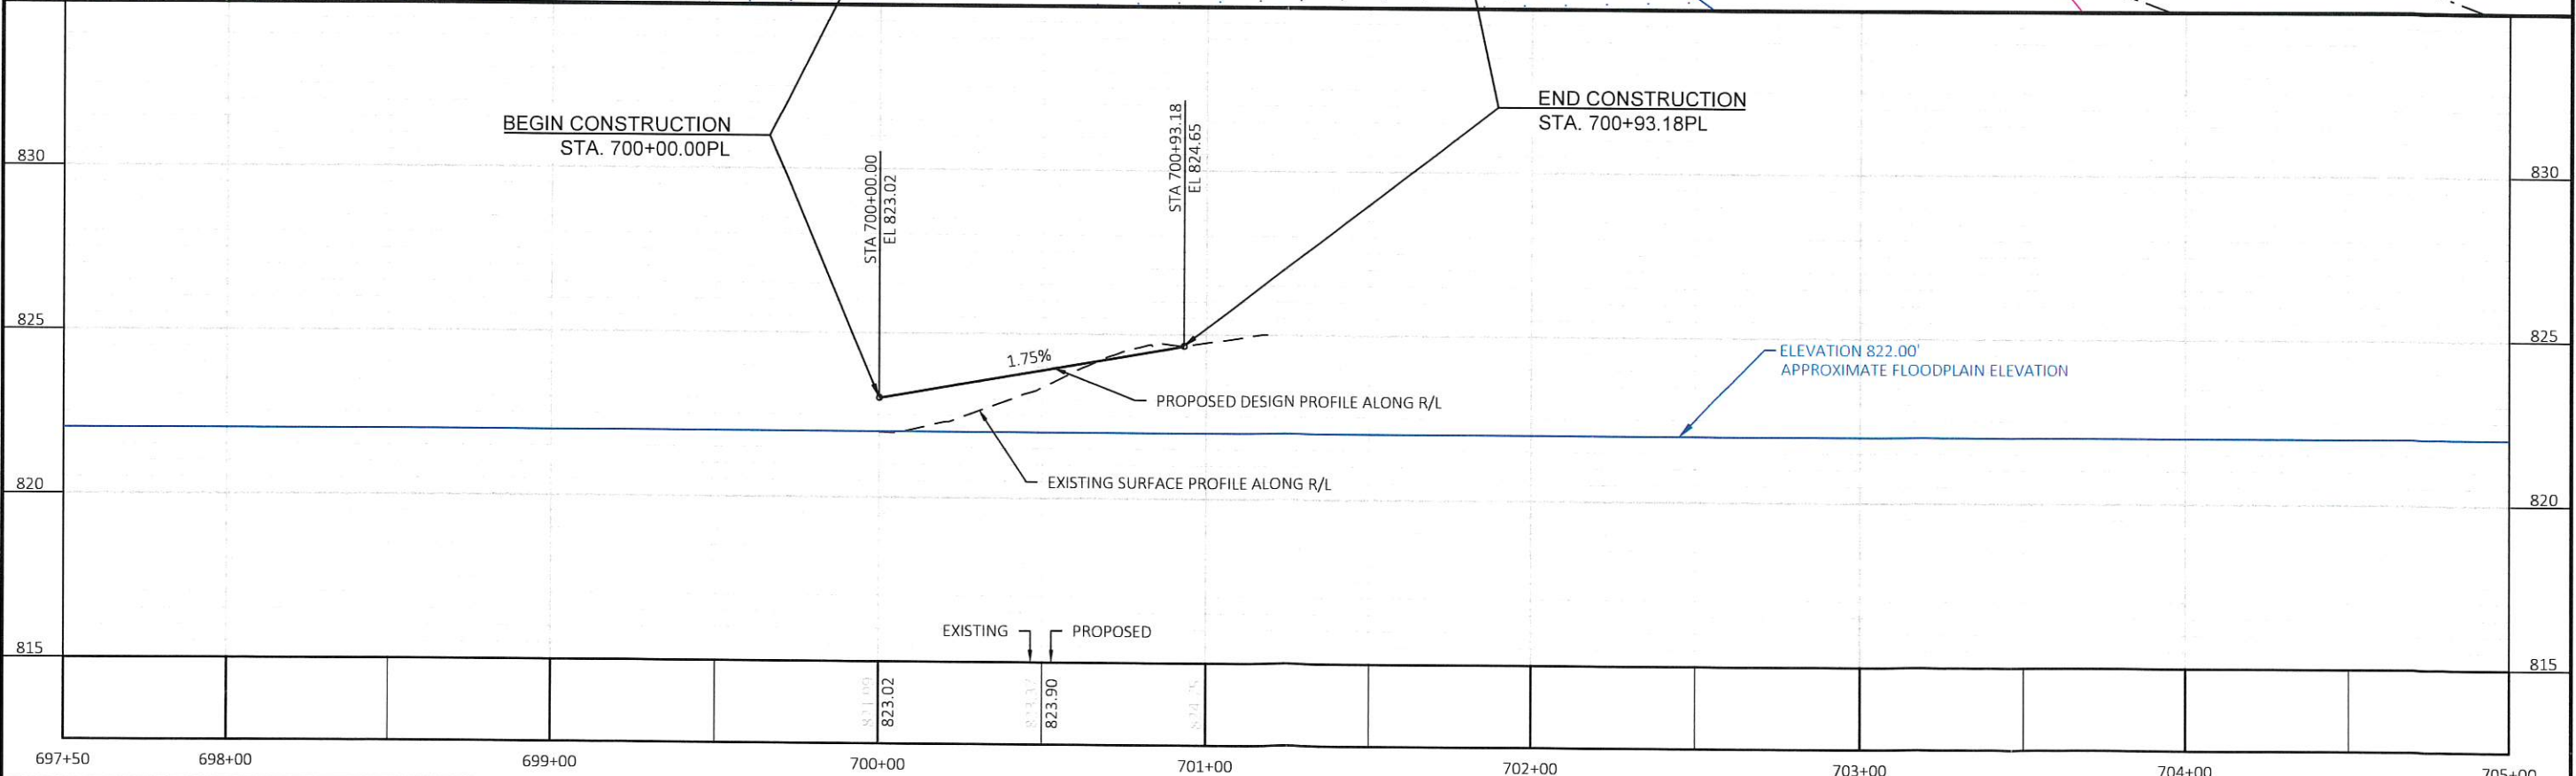 BEGIN CONSTRUCTION
STA. 700+00.00PL
END CONSTRUCTION
STA. 700+93.18PL
STA 700+00.00
EL 823.02
STA 700+93.18
EL 824.65
830
830
825
825
1.75%
ELEVATION 822.00'
APPROXIMATE FLOODPLAIN ELEVATION
PROPOSED DESIGN PROFILE ALONG R/L
EXISTING SURFACE PROFILE ALONG R/L
820
820
EXISTING
PROPOSED
815
815
823.02
823.90
697+50
698+00
699+00
700+00
701+00
702+00
703+00
704+00
705+00